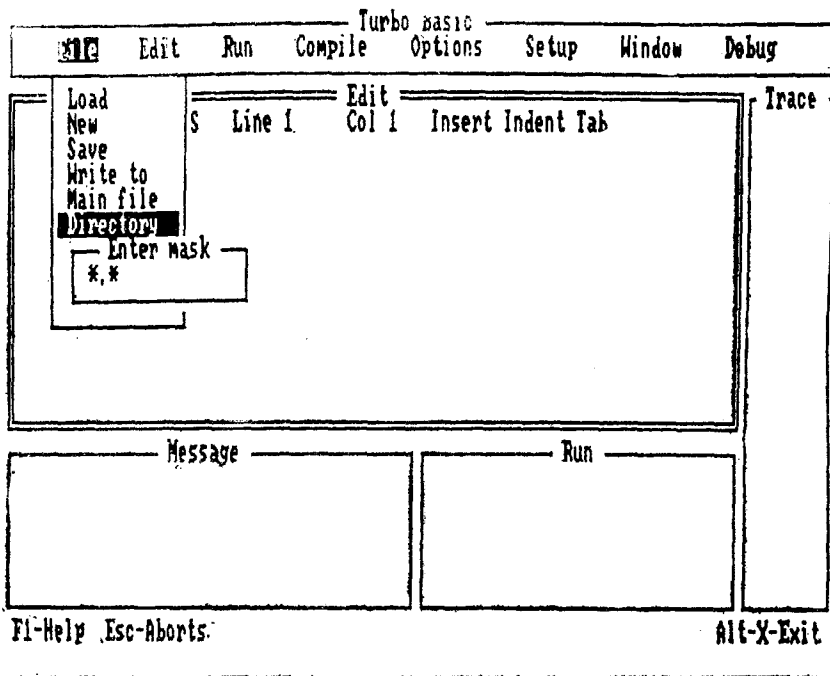 Turbo Basic
File Edit Run Compile Options Setup Window Debug
Edit
Trace
S Line 1 Col 1 Insert Indent Tab
Load
New
Save
Write to
Main file
Directory
Enter mask
*,*
Message
Run
F1-Help Esc-Aborts
Alt-X-Exit